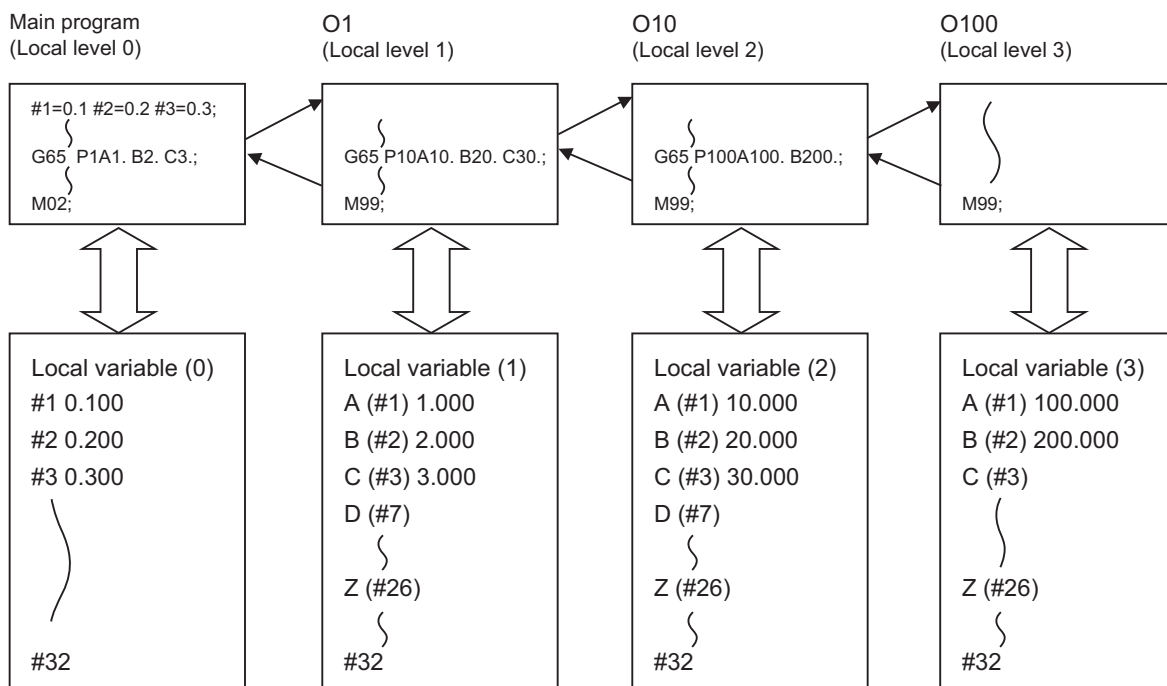 Main program
(Local level 0)
O1
(Local level 1)
O10
(Local level 2)
O100
(Local level 3)
#1=0.1 #2=0.2 #3=0.3;
G65 P1A1. B2. C3.;
M02;
G65 P10A10. B20. C30.;
M99;
G65 P100A100. B200.;
M99;
M99;
Local variable (0)
#1 0.100
#2 0.200
#3 0.300
#32
Local variable (1)
A (#1) 1.000
B (#2) 2.000
C (#3) 3.000
D (#7)
Z (#26)
#32
Local variable (2)
A (#1) 10.000
B (#2) 20.000
C (#3) 30.000
D (#7)
Z (#26)
#32
Local variable (3)
A (#1) 100.000
B (#2) 200.000
C (#3)
Z (#26)
#32